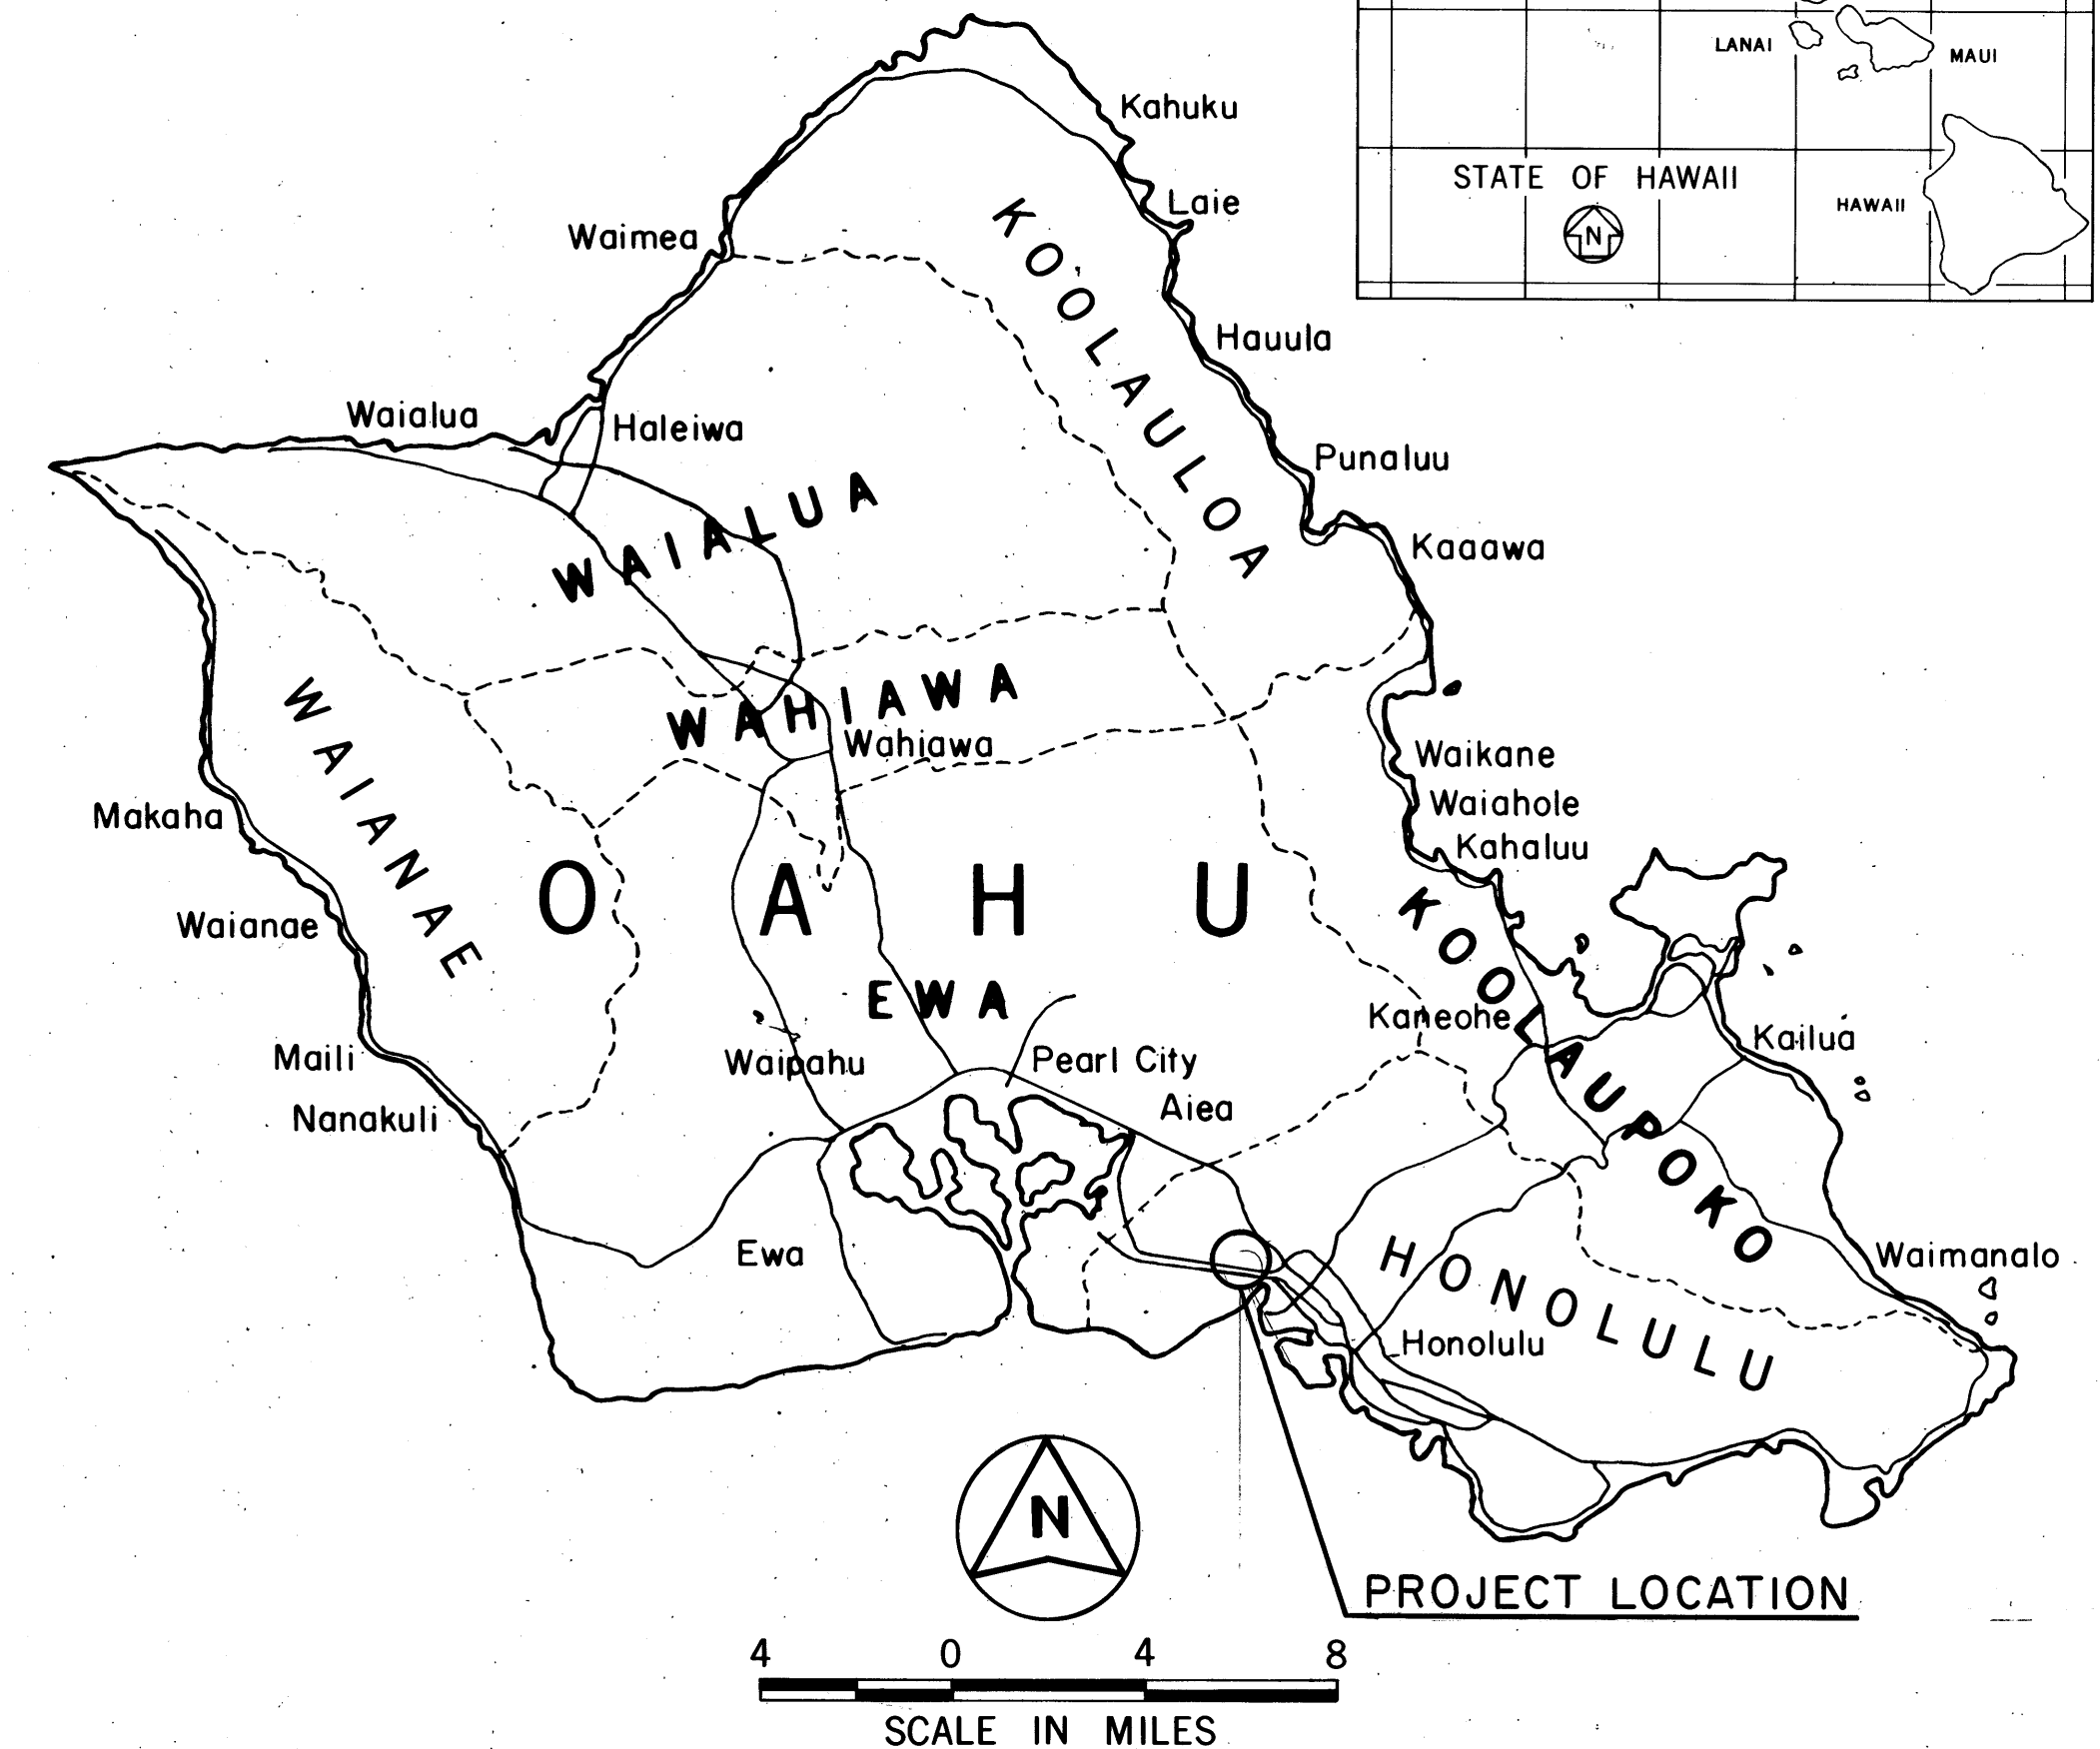 LANAI
MAUI
STATE OF HAWAII
HAWAII
N
Kahuku
Laie
Waimea
KOOLAULOA
Hauula
Waialua
Haleiwa
Punaluu
WAIALUA
Kaaawa
WAHIAWA
WAIANAE
Wahiawa
Waikane
Waiahole
Makaha
Kahaluu
OAHU
KOOLAUPOKO
Waianae
EWA
Kaneohe
Kailua
Maili
Waipahu
Pearl City
Aiea
Nanakuli
Ewa
HONOLULU
Waimanalo
Honolulu
N
PROJECT LOCATION
4 0 4 8
SCALE IN MILES